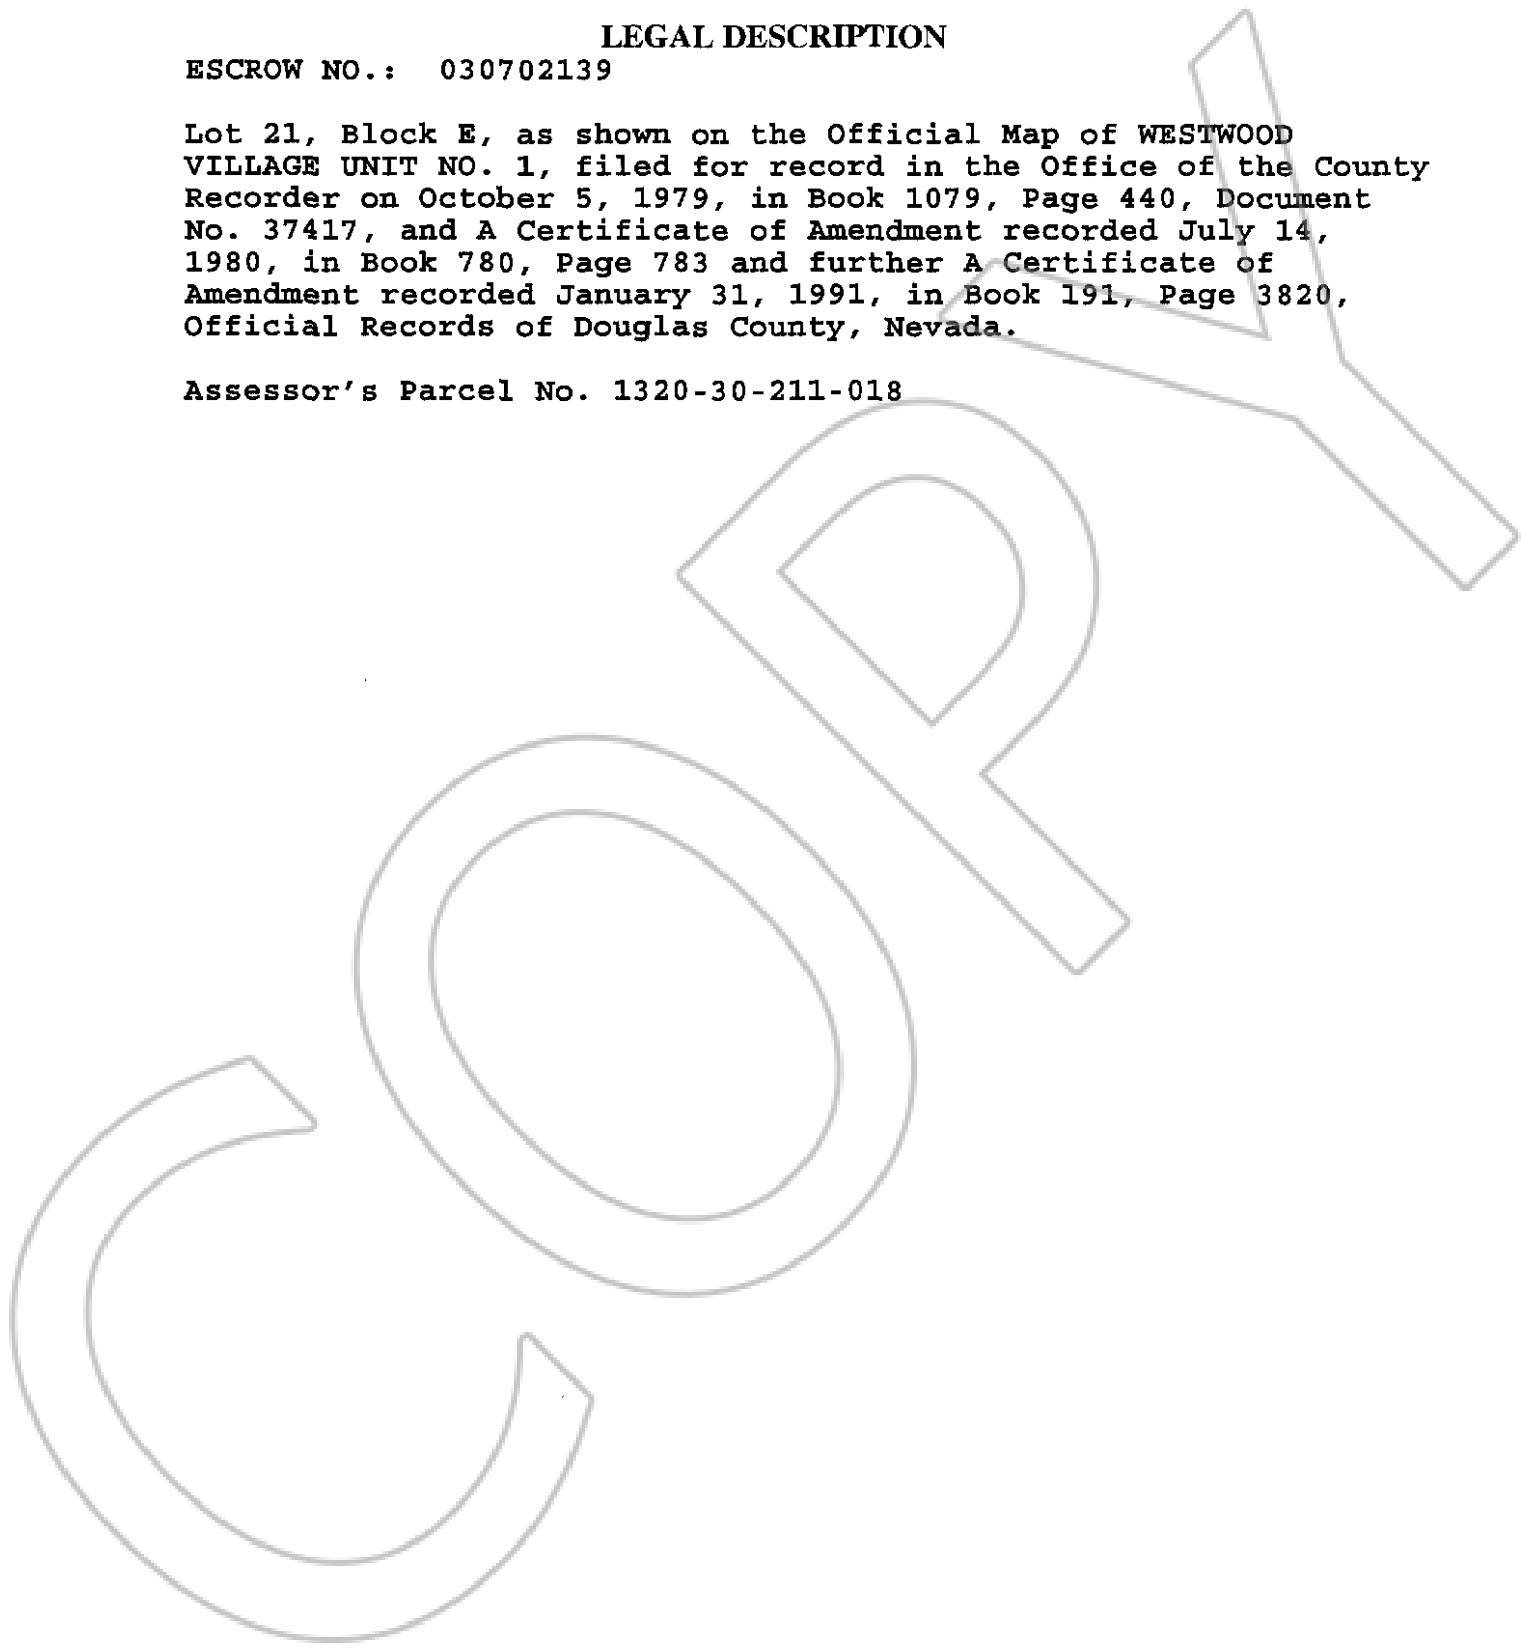 LEGAL DESCRIPTION
ESCROW NO.: 030702139
Lot 21, Block E, as shown on the Official Map of WESTWOOD
VILLAGE UNIT NO. 1, filed for record in the Office of the County
Recorder on October 5, 1979, in Book 1079, Page 440, Document
No. 37417, and A Certificate of Amendment recorded July 14,
1980, in Book 780, Page 783 and further A Certificate of
Amendment recorded January 31, 1991, in Book 191, Page 3820,
Official Records of Douglas County, Nevada.
Assessor's Parcel No. 1320-30-211-018
COPY